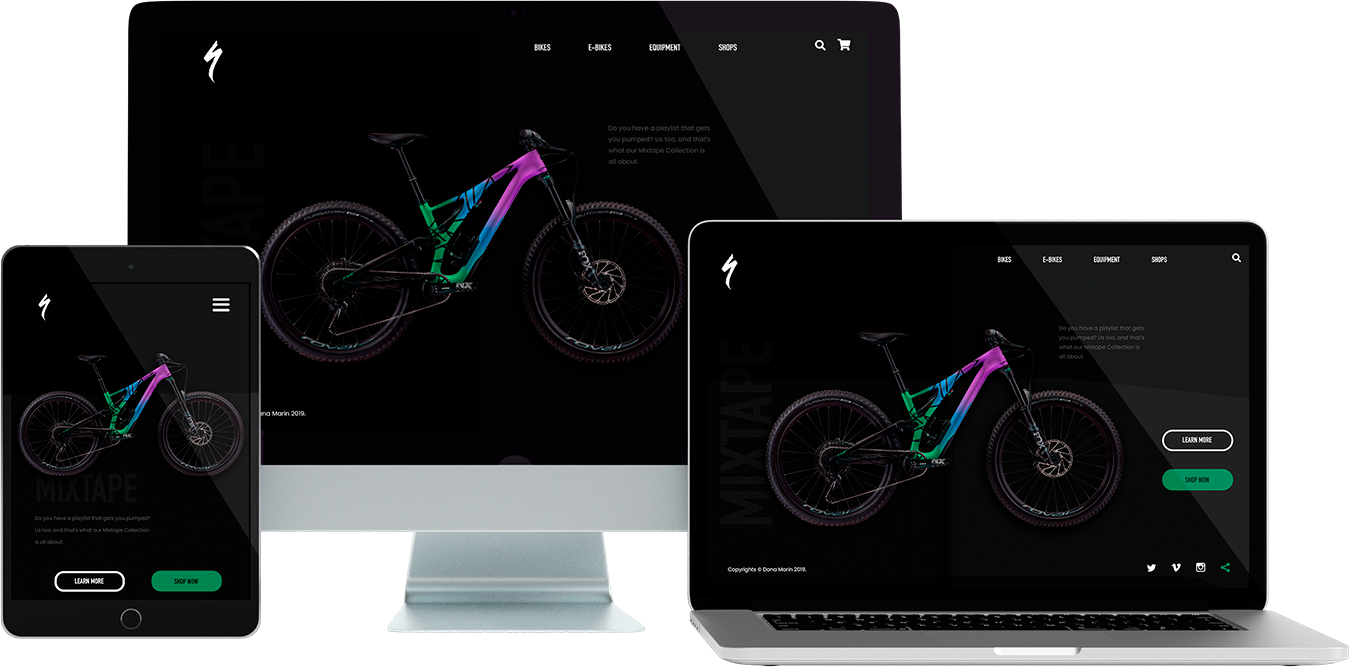 BIKES
E-BIKES
EQUIPMENT
SHOPS
Do you have a playlist that gets
you pumped? Us too, and that's
what our Mixtape Collection is
all about.
TAPE
Dana Marin 2019.
MIXTAPE
Do you have a playlist that gets you pumped?
Us too, and that's what our Mixtape Collection
is all about.
LEARN MORE
SHOP NOW
BIKES
E-BIKES
EQUIPMENT
SHOPS
Do you have a playlist that gets
you pumped? Us too, and that's
what our Mixtape Collection is
all about.
MIXTAPE
LEARN MORE
SHOP NOW
Copyrights © Dana Marin 2019.